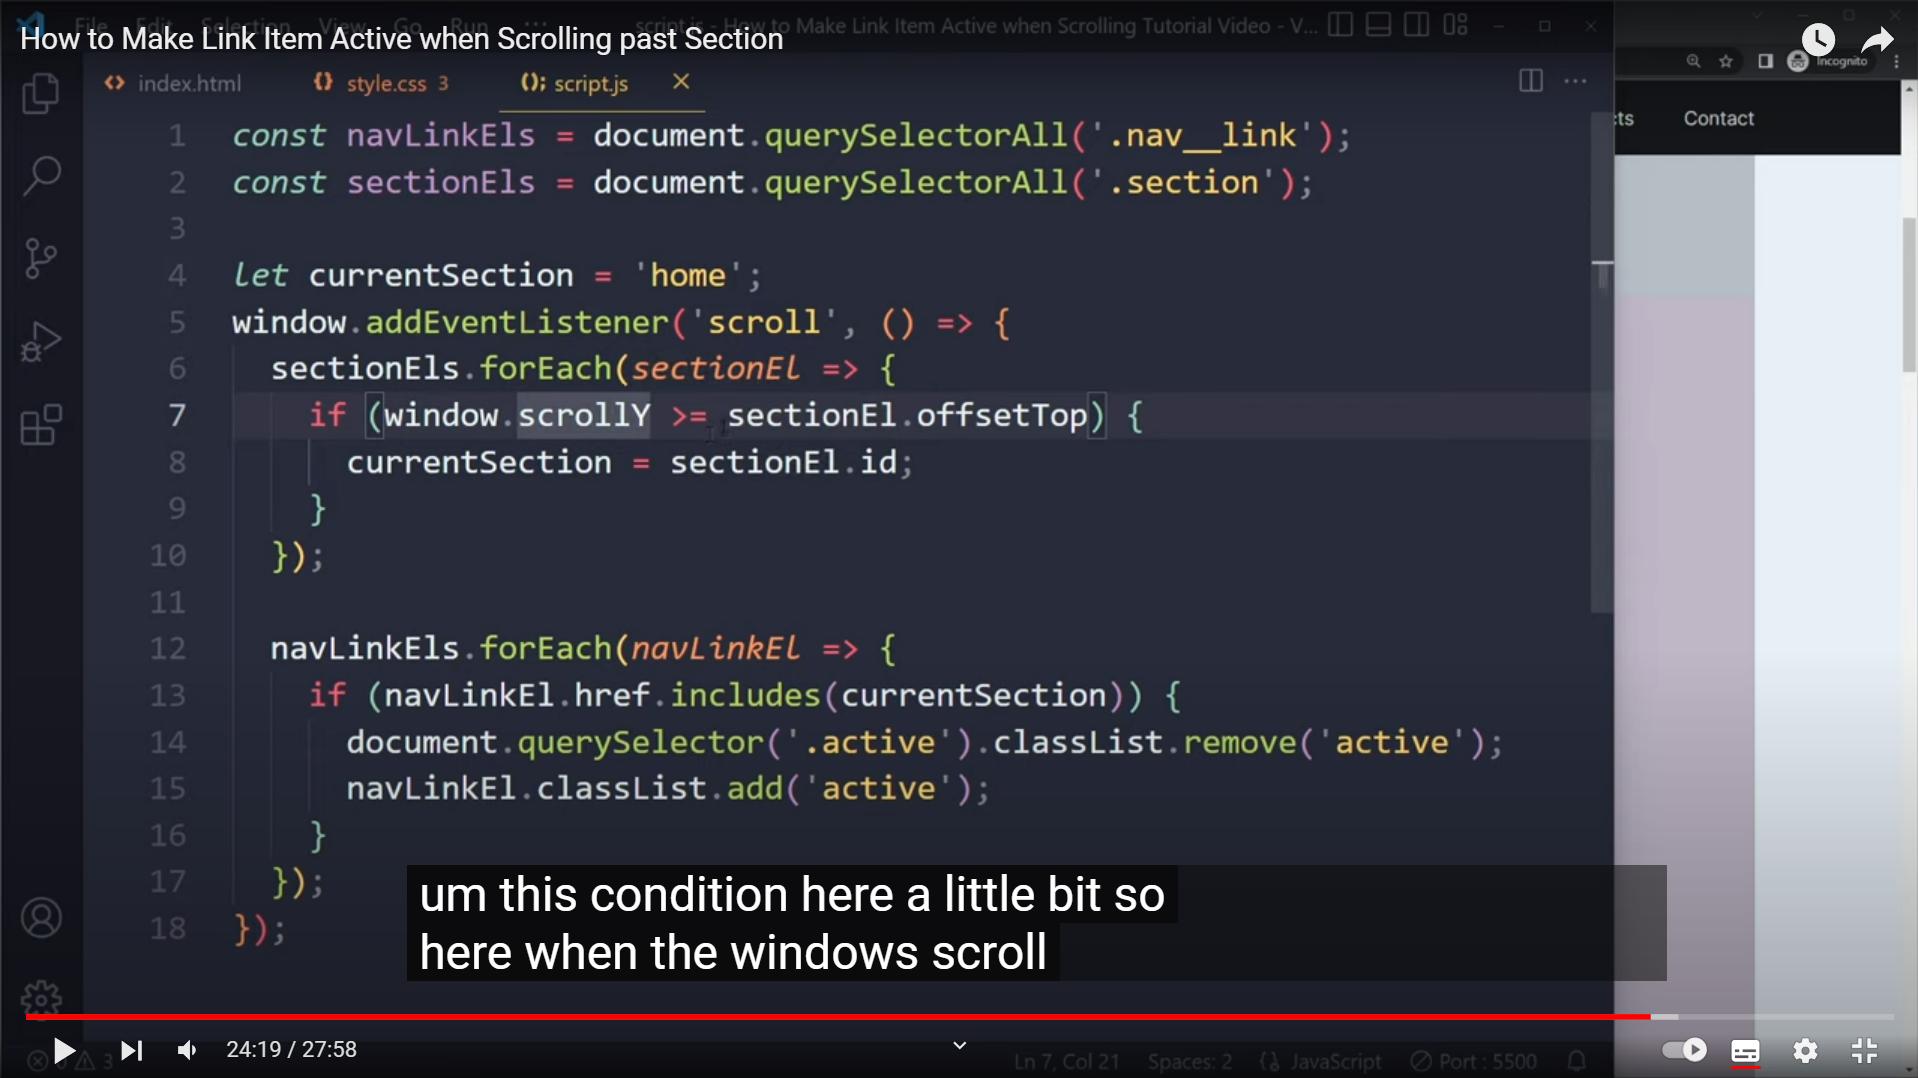 File Edit Selection View Go Run ... script.js - How to Make Link Item Active when Scrolling Tutorial Video - V...
How to Make Link Item Active when Scrolling past Section
Incognito
index.html style.css 3 script.js
cts Contact
1 const navLinkEls = document.querySelectorAll('.nav__link');
2 const sectionEls = document.querySelectorAll('.section');
3
4 let currentSection = 'home';
5 window.addEventListener('scroll', () => {
6 sectionEls.forEach(sectionEl => {
7 if (window.scrollY >= sectionEl.offsetTop) {
8 currentSection = sectionEl.id;
9 }
10 });
11
12 navLinkEls.forEach(navLinkEl => {
13 if (navLinkEl.href.includes(currentSection)) {
14 document.querySelector('.active').classList.remove('active');
15 navLinkEl.classList.add('active');
16 }
17 });
18 });
um this condition here a little bit so
here when the windows scroll
24:19 / 27:58
3 Ln 7, Col 21 Spaces: 2 {} JavaScript Port : 5500